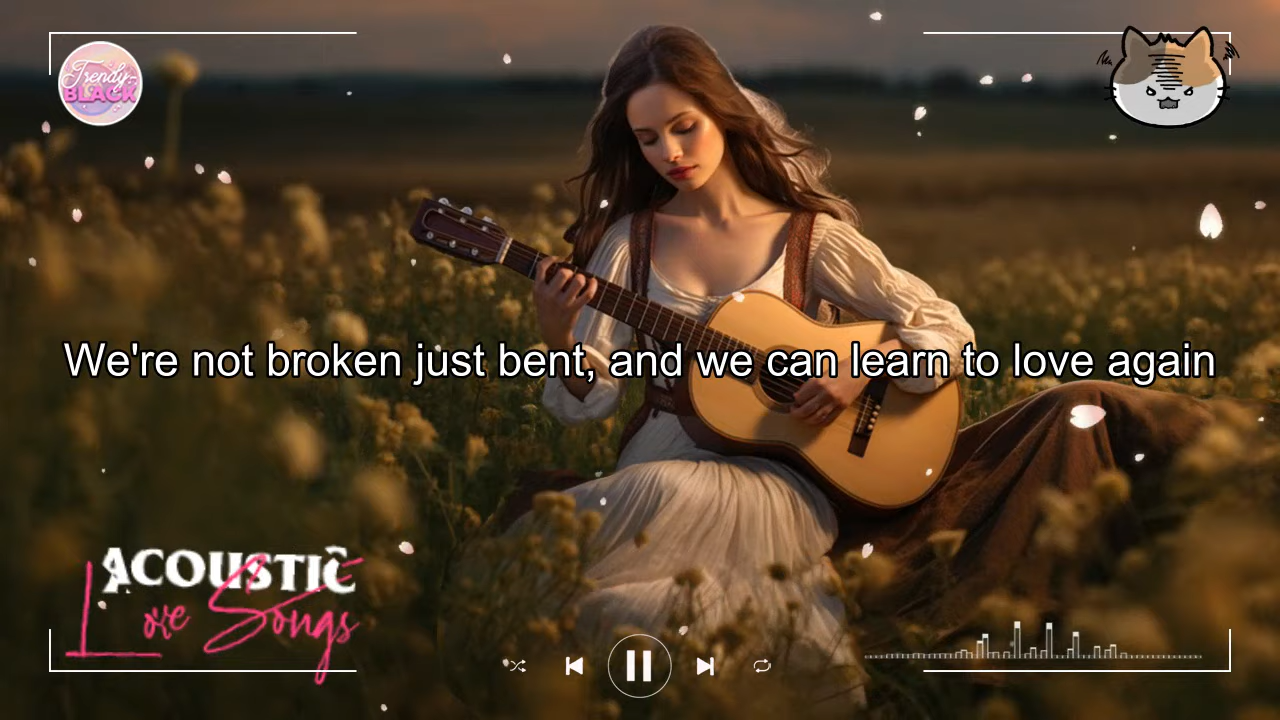 Trendy
BLACK
We're not broken just bent, and we can learn to love again
ACOUSTIC
Love Songs